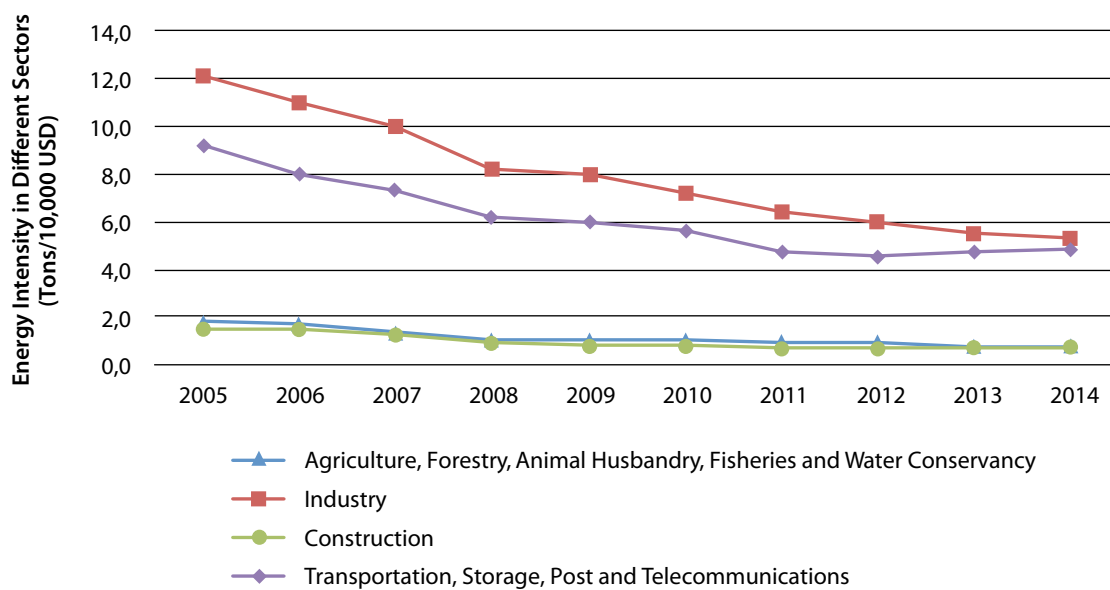 Energy Intensity in Different Sectors
(Tons/10,000 USD)
14,0
12,0
10,0
8,0
6,0
4,0
2,0
0,0
2005 2006 2007 2008 2009 2010 2011 2012 2013 2014
Agriculture, Forestry, Animal Husbandry, Fisheries and Water Conservancy
Industry
Construction
Transportation, Storage, Post and Telecommunications